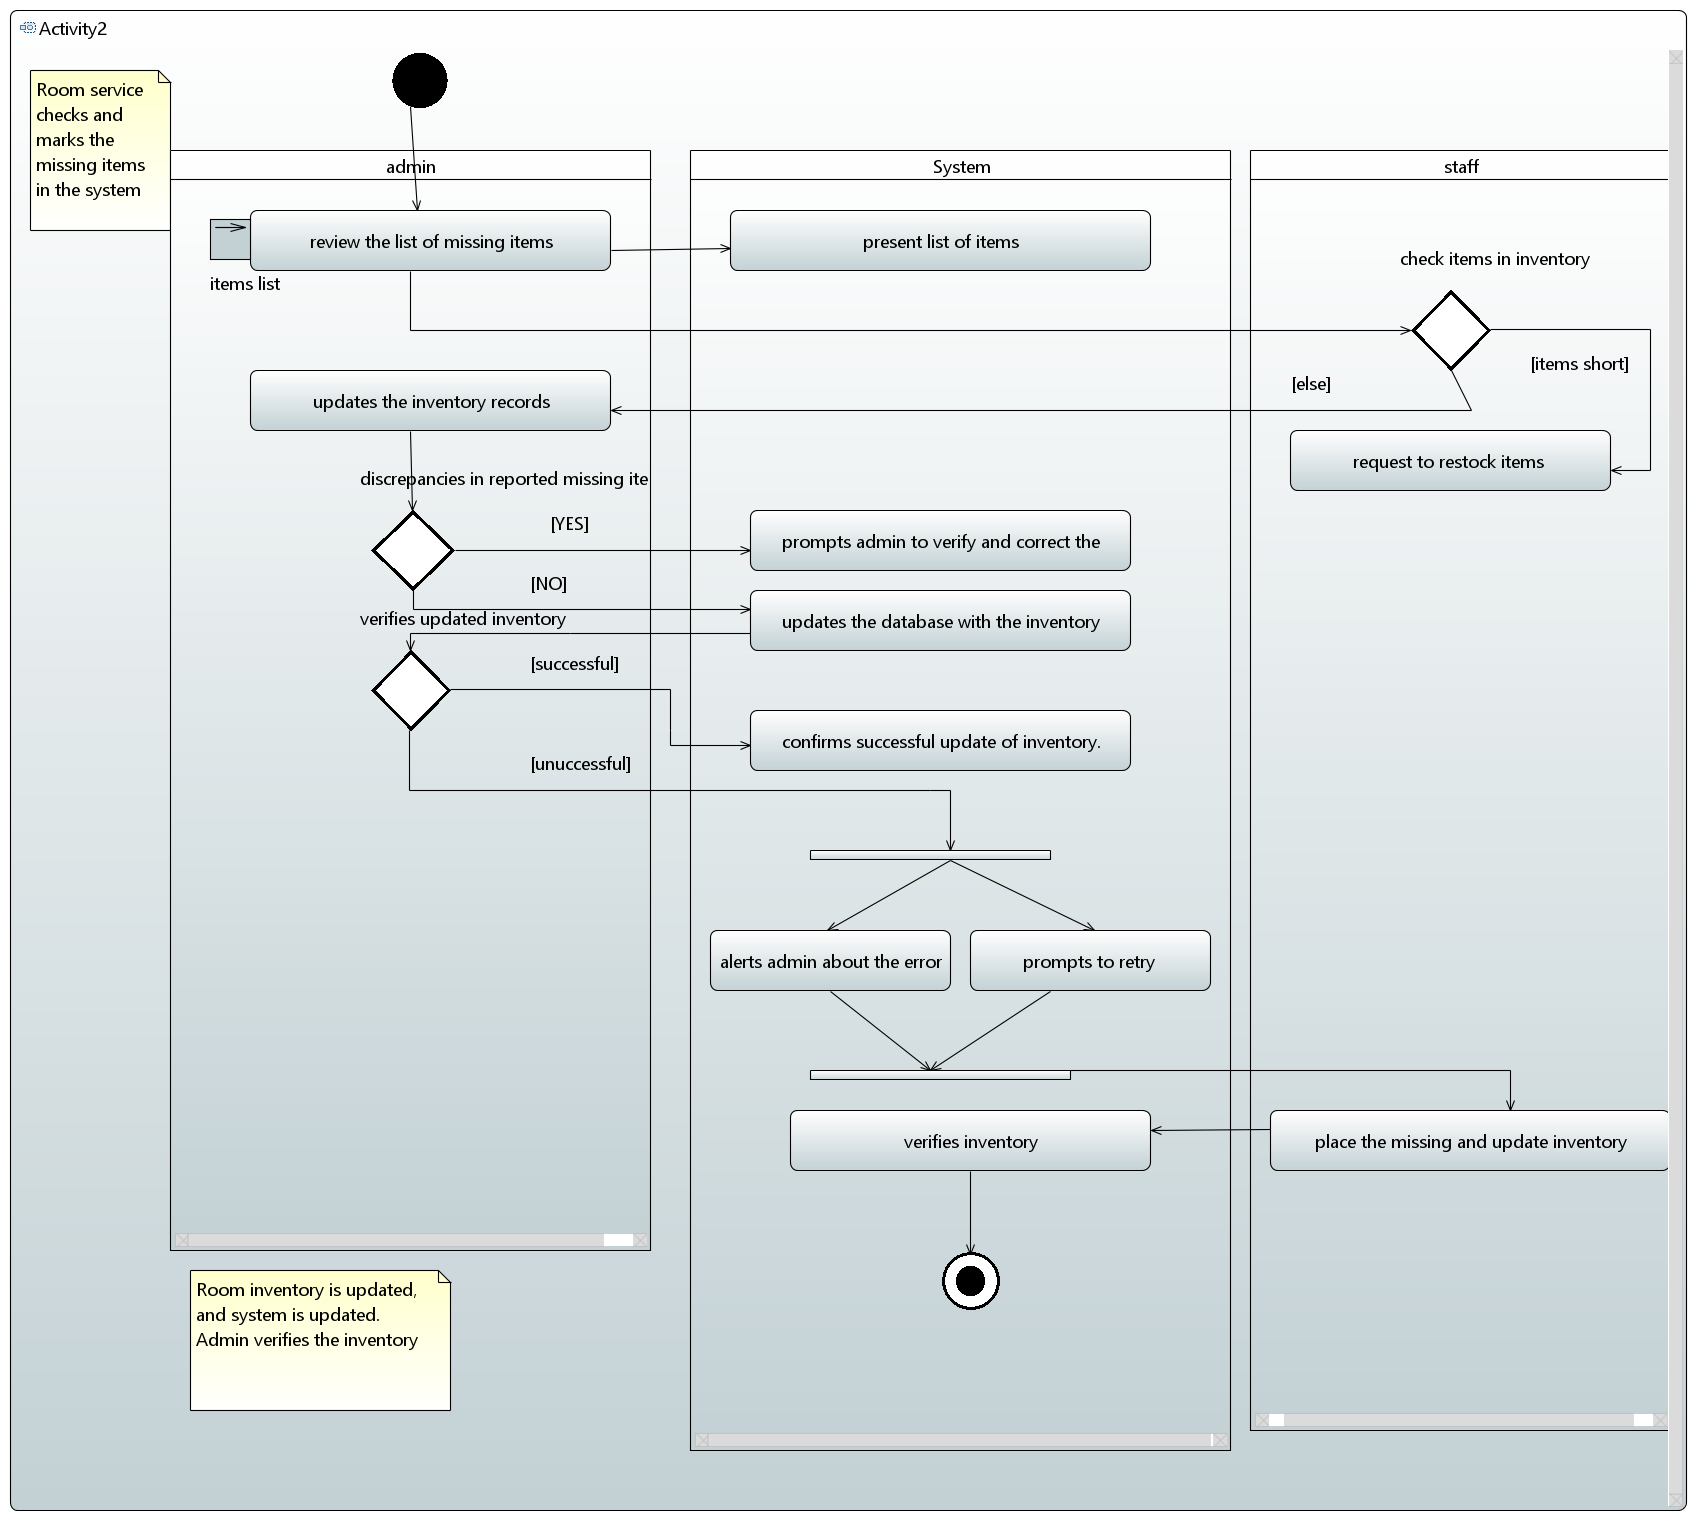 Activity2
Room service
checks and
marks the
missing items
in the system
admin
System
staff
review the list of missing items
present list of items
check items in inventory
items list
[items short]
[else]
updates the inventory records
request to restock items
discrepancies in reported missing ite
[YES]
prompts admin to verify and correct the
[NO]
verifies updated inventory
updates the database with the inventory
[successful]
confirms successful update of inventory.
[unuccessful]
alerts admin about the error
prompts to retry
verifies inventory
place the missing and update inventory
Room inventory is updated,
and system is updated.
Admin verifies the inventory